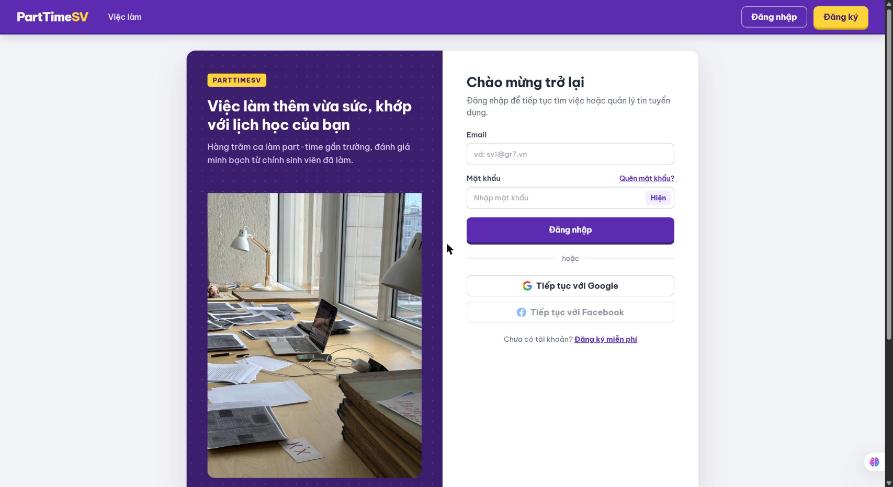 PartTimeSV
Việc làm
Đăng nhập
Đăng ký
PARTTIMESV
Việc làm thêm vừa sức, khớp
với lịch học của bạn
Hàng trăm ca làm part-time gần trường, đánh giá
minh bạch từ chính sinh viên đã làm.
Chào mừng trở lại
Đăng nhập để tiếp tục tìm việc hoặc quản lý tin tuyển
dụng.
Email
vd: sv1@gr7.vn
Mật khẩu
Quên mật khẩu?
Nhập mật khẩu
Hiện
Đăng nhập
hoặc
Tiếp tục với Google
Tiếp tục với Facebook
Chưa có tài khoản? Đăng ký miễn phí